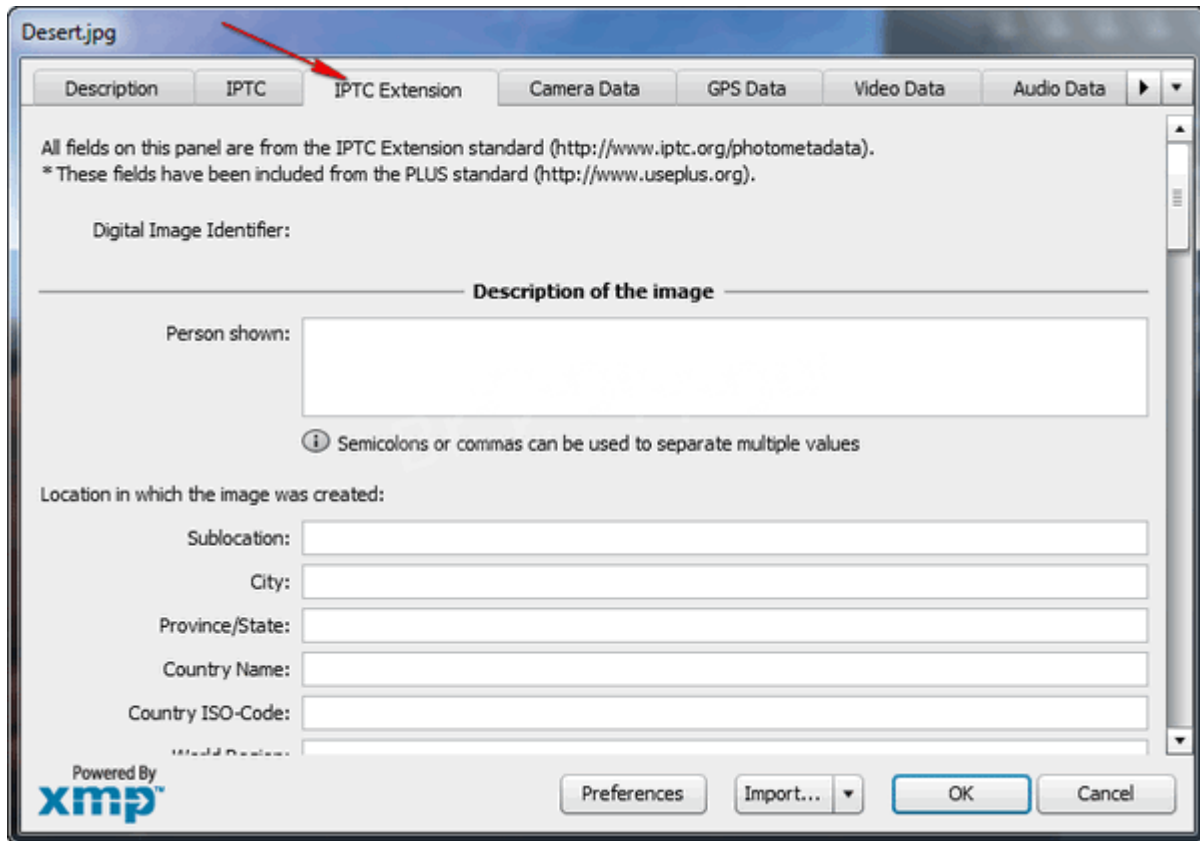 Desert.jpg
Description IPTC IPTC Extension Camera Data GPS Data Video Data Audio Data
All fields on this panel are from the IPTC Extension standard (http://www.iptc.org/photometadata).
* These fields have been included from the PLUS standard (http://www.useplus.org).
Digital Image Identifier:
Description of the image
Person shown:
Semicolons or commas can be used to separate multiple values
Location in which the image was created:
Sublocation:
City:
Province/State:
Country Name:
Country ISO-Code:
World Region:
Powered By
xmp™
Preferences Import... OK Cancel